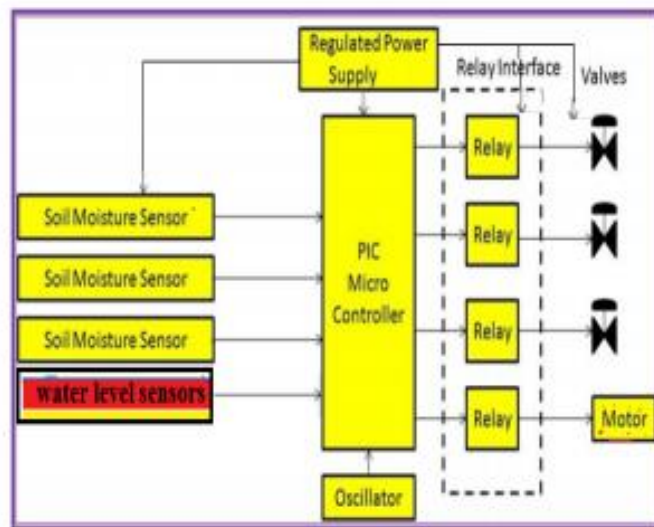 Regulated Power
Supply
Relay Interface
Valves
Relay
Soil Moisture Sensor
Relay
PIC
Micro
Controller
Soil Moisture Sensor
Relay
Soil Moisture Sensor
water level sensors
Relay
Motor
Oscillator